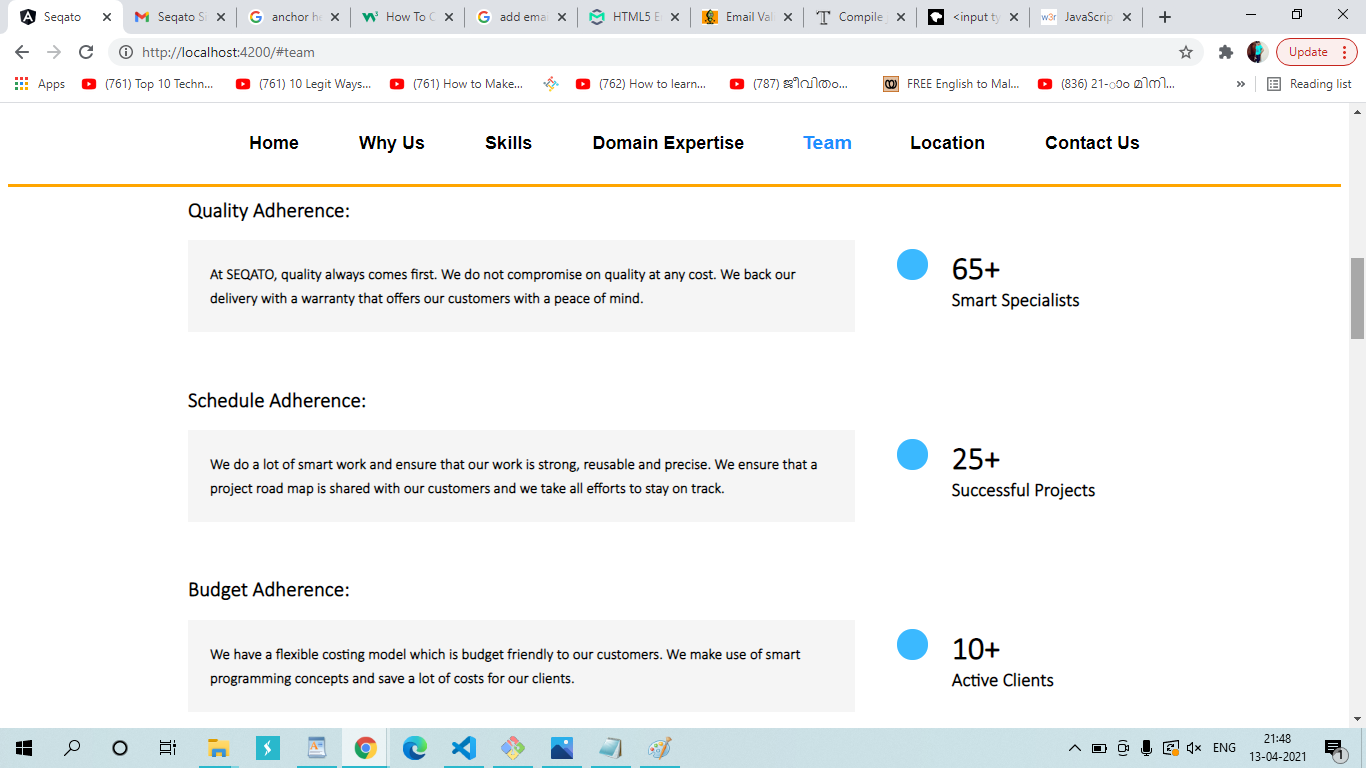 Seqato
Seqato Si
anchor he
How To C
add emai
HTML5 E
Email Val
Compile J
<input ty
w3r
JavaScrip
http://localhost:4200/#team
Update
Apps
(761) Top 10 Techn...
(761) 10 Legit Ways...
(761) How to Make...
(762) How to learn...
(787) ജീവിതം...
FREE English to Mal...
(836) 21-ാം മിനി...
»
Reading list
Home
Why Us
Skills
Domain Expertise
Team
Location
Contact Us
Quality Adherence:
At SEQATO, quality always comes first. We do not compromise on quality at any cost. We back our
delivery with a warranty that offers our customers with a peace of mind.
65+
Smart Specialists
Schedule Adherence:
We do a lot of smart work and ensure that our work is strong, reusable and precise. We ensure that a
project road map is shared with our customers and we take all efforts to stay on track.
25+
Successful Projects
Budget Adherence:
We have a flexible costing model which is budget friendly to our customers. We make use of smart
programming concepts and save a lot of costs for our clients.
10+
Active Clients
ENG
21:48
13-04-2021
1